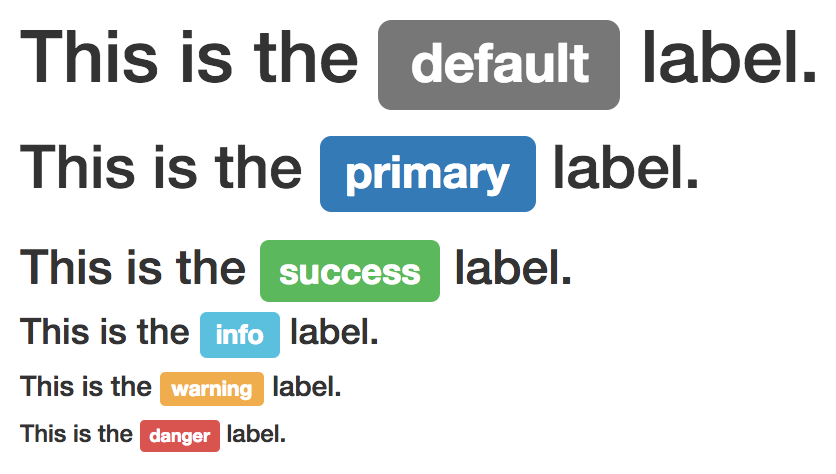 This is the default label.
This is the primary label.
This is the success label.
This is the info label.
This is the warning label.
This is the danger label.